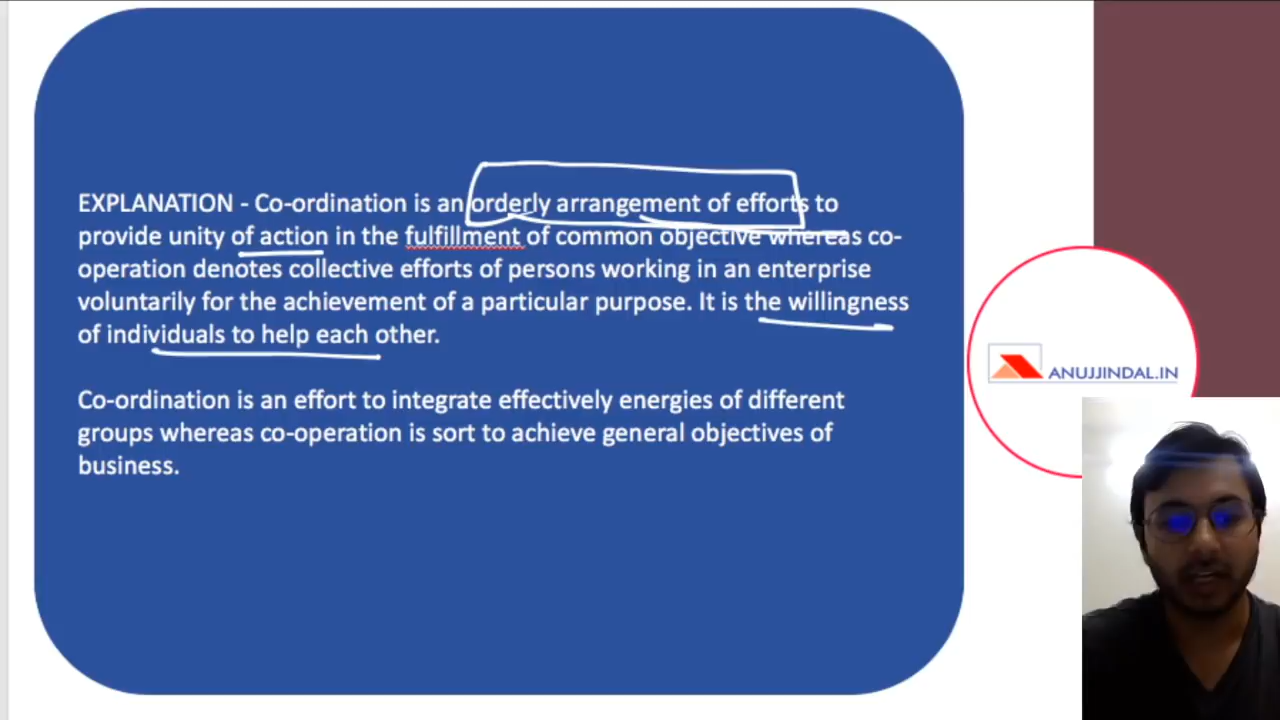 EXPLANATION - Co-ordination is an orderly arrangement of efforts to
provide unity of action in the fulfillment of common objective whereas co-
operation denotes collective efforts of persons working in an enterprise
voluntarily for the achievement of a particular purpose. It is the willingness
of individuals to help each other.
Co-ordination is an effort to integrate effectively energies of different
groups whereas co-operation is sort to achieve general objectives of
business.
ANUJJINDAL.IN